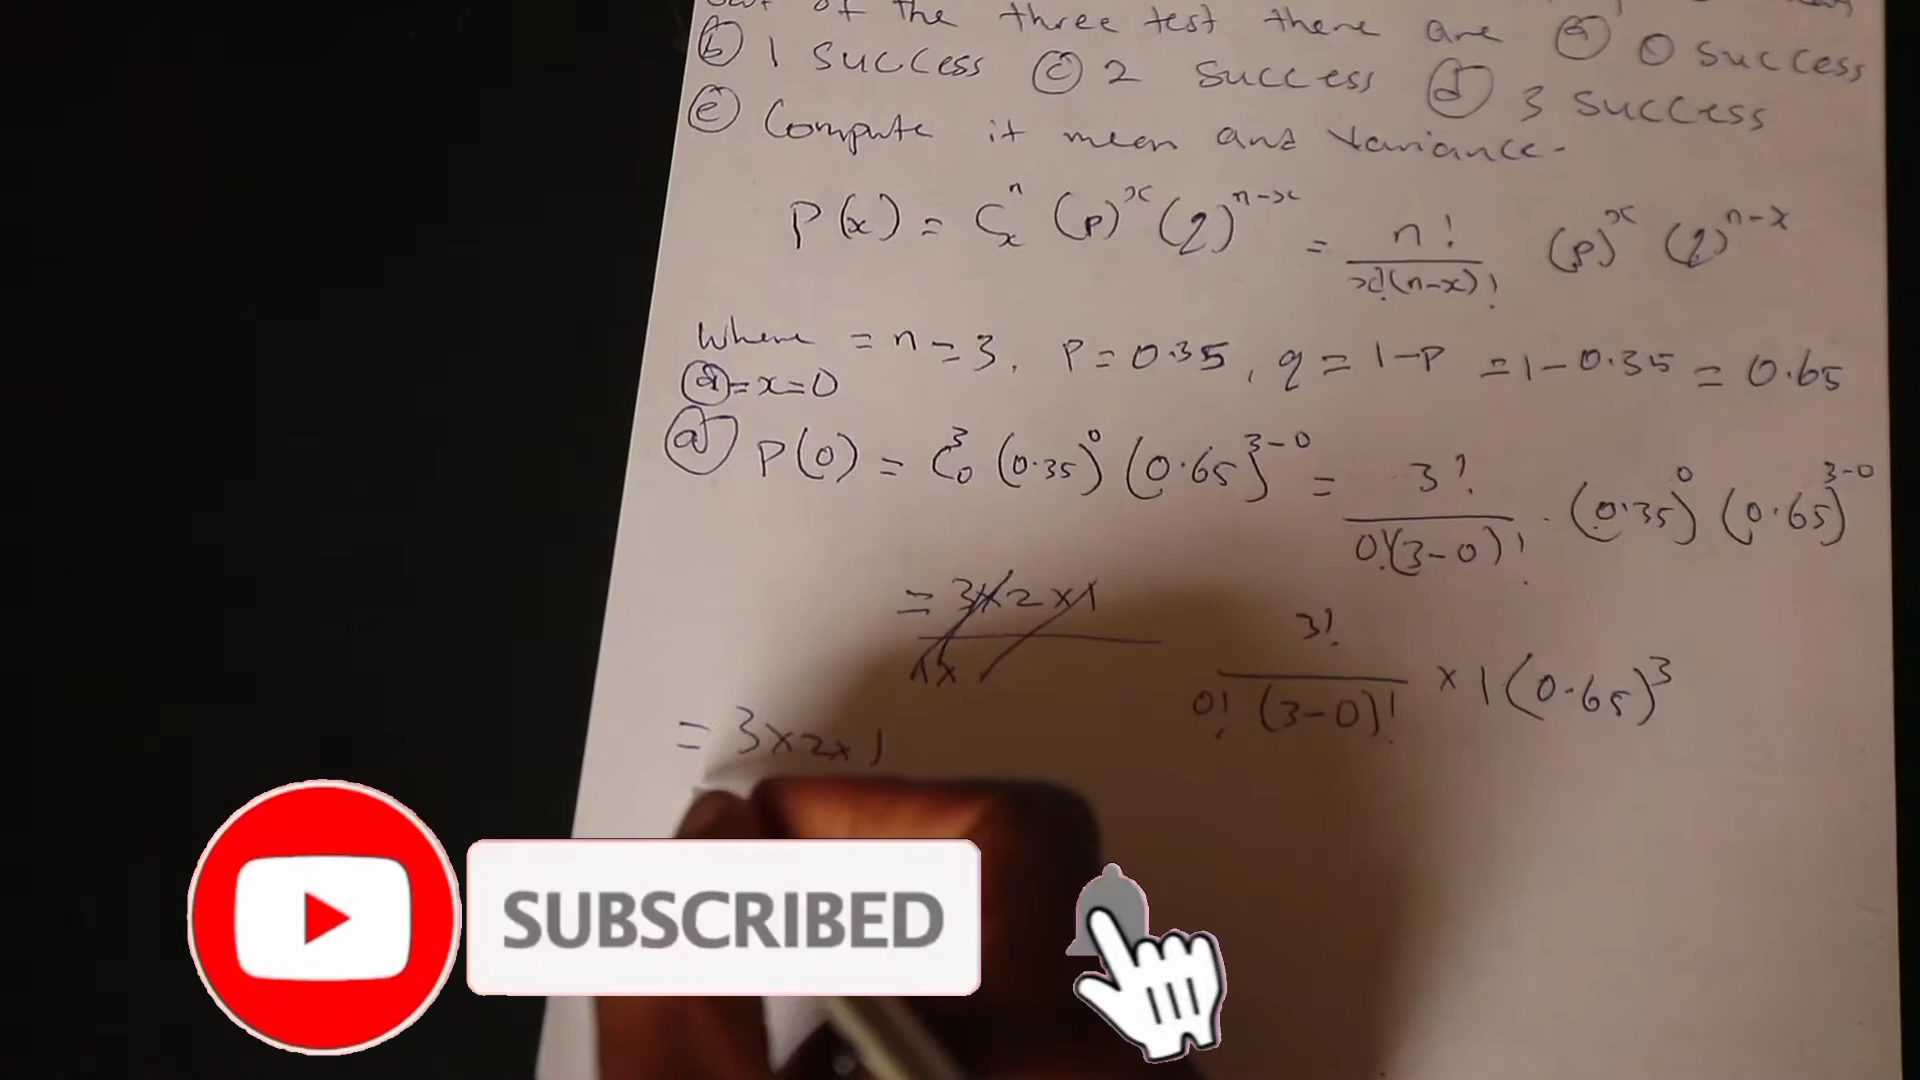 of the three test there are ⓐ 0 success
ⓑ 1 success ⓒ 2 success ⓓ 3 success
ⓔ Compute it mean and variance.
P(x) = C^n_x (p)^x (q)^{n-x} = n! / x!(n-x)! (p)^x (q)^{n-x}
Where = n = 3, P = 0.35, q = 1-P = 1-0.35 = 0.65
ⓐ = x = 0
ⓐ P(0) = C^3_0 (0.35)^0 (0.65)^{3-0} = 3! / 0!(3-0)! . (0.35)^0 (0.65)^{3-0}
= 3x2x1 / 1x 3! / 0! (3-0)! x 1(0.65)^3
= 3x2x1
SUBSCRIBED